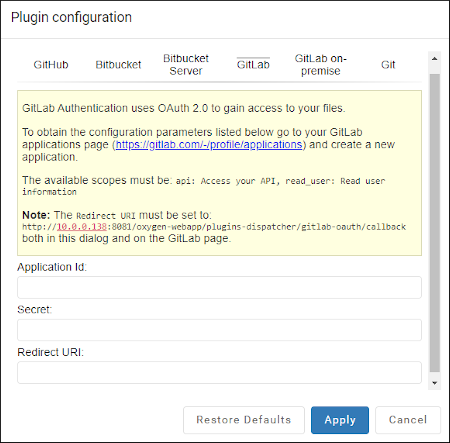 Plugin configuration
GitHub
Bitbucket
Bitbucket
Server
GitLab
GitLab on-
premise
Git
GitLab Authentication uses OAuth 2.0 to gain access to your files.
To obtain the configuration parameters listed below go to your GitLab
applications page (https://gitlab.com/-/profile/applications) and create a new
application.
The available scopes must be: api: Access your API, read_user: Read user
information
Note: The Redirect URI must be set to:
http://10.0.0.138:8081/oxygen-webapp/plugins-dispatcher/gitlab-oauth/callback
both in this dialog and on the GitLab page.
Application Id:
Secret:
Redirect URI:
Restore Defaults
Apply
Cancel